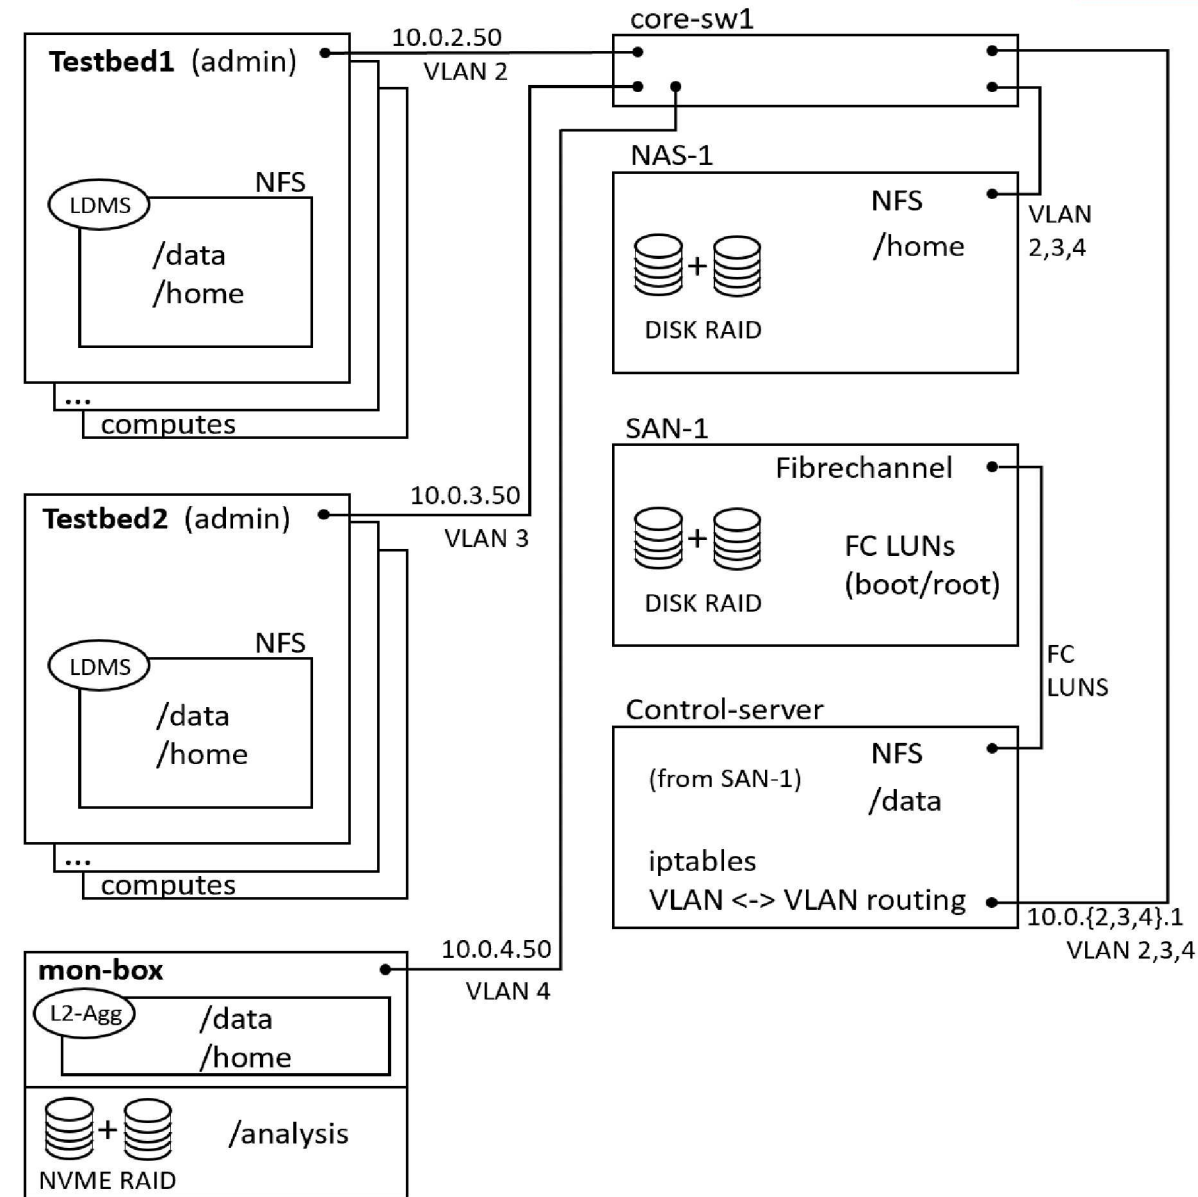 core-sw1
10.0.2.50
VLAN 2
Testbed1 (admin)
NFS
LDMS
/data
/home
...
computes
NAS-1
NFS
/home
DISK RAID
VLAN
2,3,4
10.0.3.50
VLAN 3
Testbed2 (admin)
NFS
LDMS
/data
/home
...
computes
SAN-1
Fibrechannel
FC LUNs
(boot/root)
DISK RAID
FC
LUNS
Control-server
NFS
(from SAN-1)
/data
iptables
VLAN <-> VLAN routing
10.0.{2,3,4}.1
VLAN 2,3,4
10.0.4.50
VLAN 4
mon-box
L2-Agg
/data
/home
/analysis
NVME RAID
+
+
+